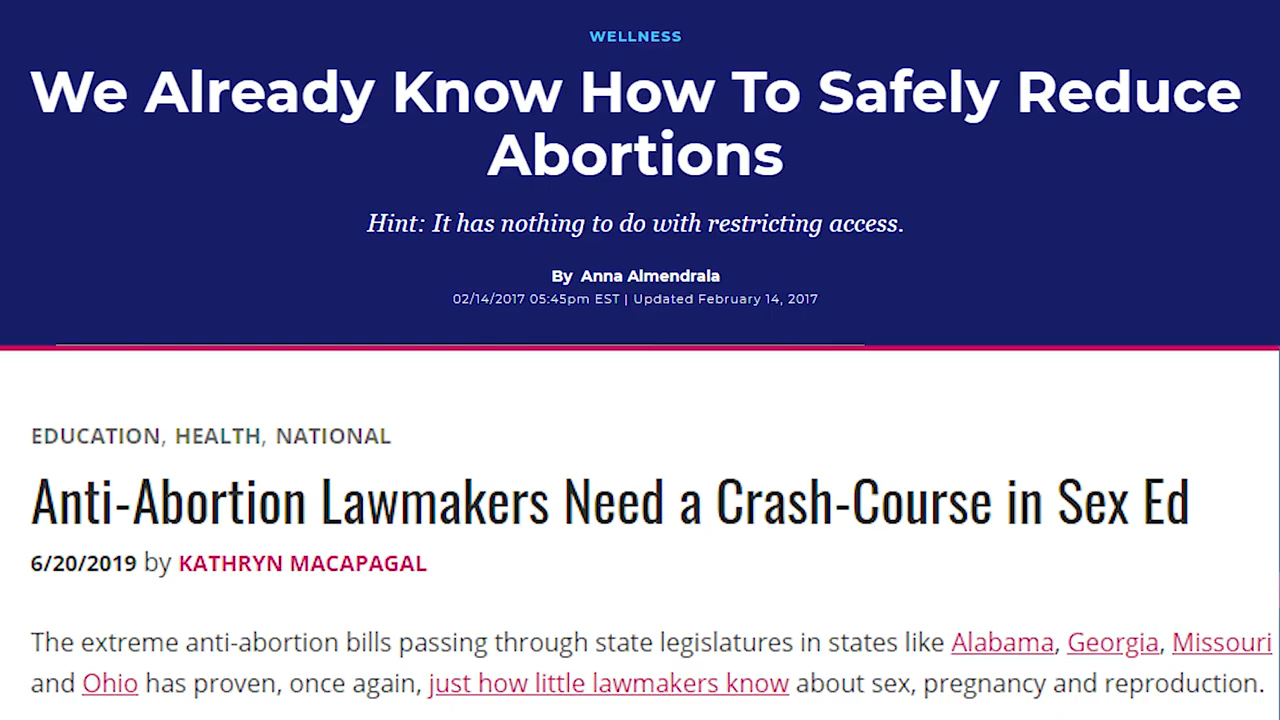 WELLNESS
We Already Know How To Safely Reduce
Abortions
Hint: It has nothing to do with restricting access.
By Anna Almendrala
02/14/2017 05:45pm EST | Updated February 14, 2017
EDUCATION, HEALTH, NATIONAL
Anti-Abortion Lawmakers Need a Crash-Course in Sex Ed
6/20/2019 by KATHRYN MACAPAGAL
The extreme anti-abortion bills passing through state legislatures in states like Alabama, Georgia, Missouri
and Ohio has proven, once again, just how little lawmakers know about sex, pregnancy and reproduction.